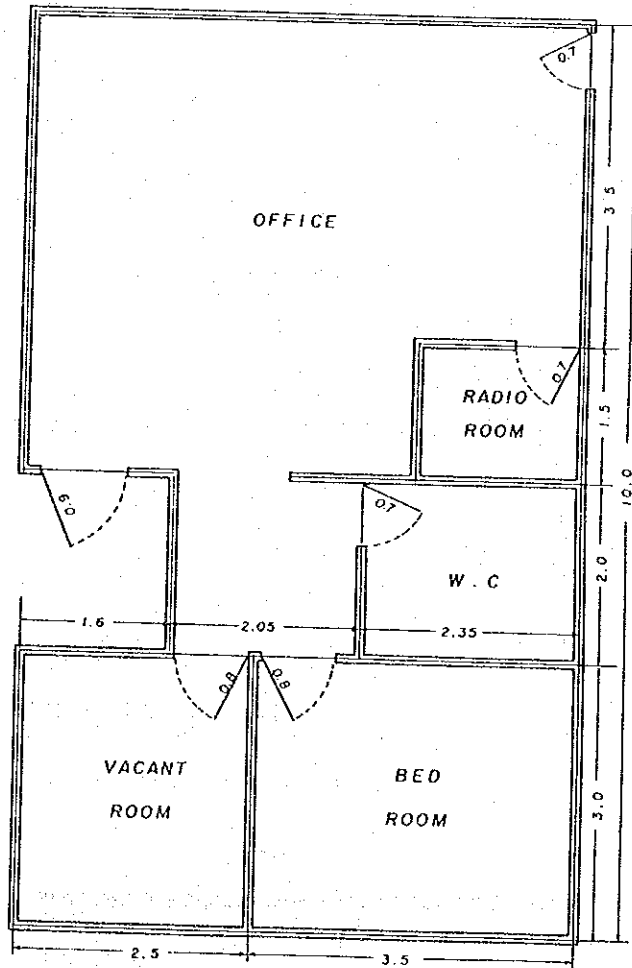 0.7
OFFICE
3.5
0.7
RADIO
ROOM
1.5
10.0
0.9
0.7
W.C
2.0
1.6
2.05
2.35
0.8
0.8
VACANT
ROOM
BED
ROOM
3.0
2.5
3.5